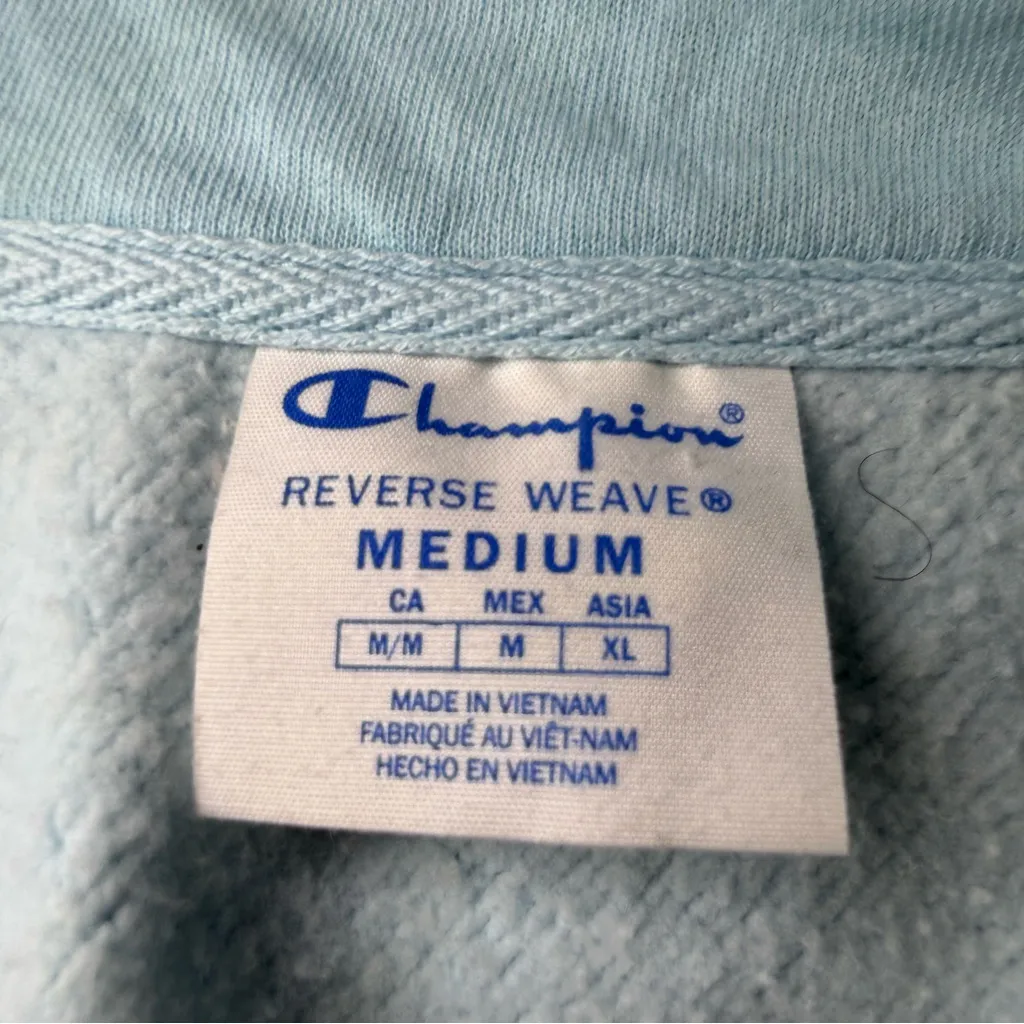 Champion®
REVERSE WEAVE®
MEDIUM
CA MEX ASIA
M/M M XL
MADE IN VIETNAM
FABRIQUÉ AU VIÊT-NAM
HECHO EN VIETNAM